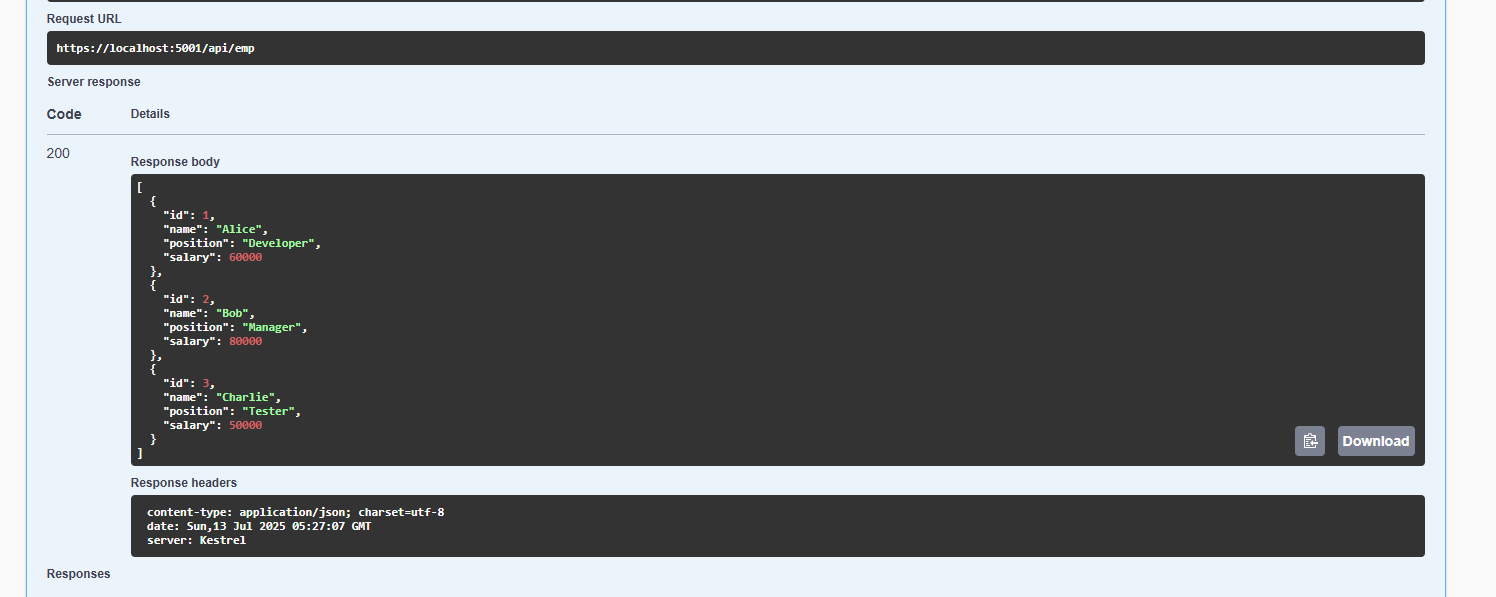 Request URL
https://localhost:5001/api/emp
Server response
Code Details
200
Response body
[
  {
    "id": 1,
    "name": "Alice",
    "position": "Developer",
    "salary": 60000
  },
  {
    "id": 2,
    "name": "Bob",
    "position": "Manager",
    "salary": 80000
  },
  {
    "id": 3,
    "name": "Charlie",
    "position": "Tester",
    "salary": 50000
  }
]
Download
Response headers
content-type: application/json; charset=utf-8
date: Sun,13 Jul 2025 05:27:07 GMT
server: Kestrel
Responses